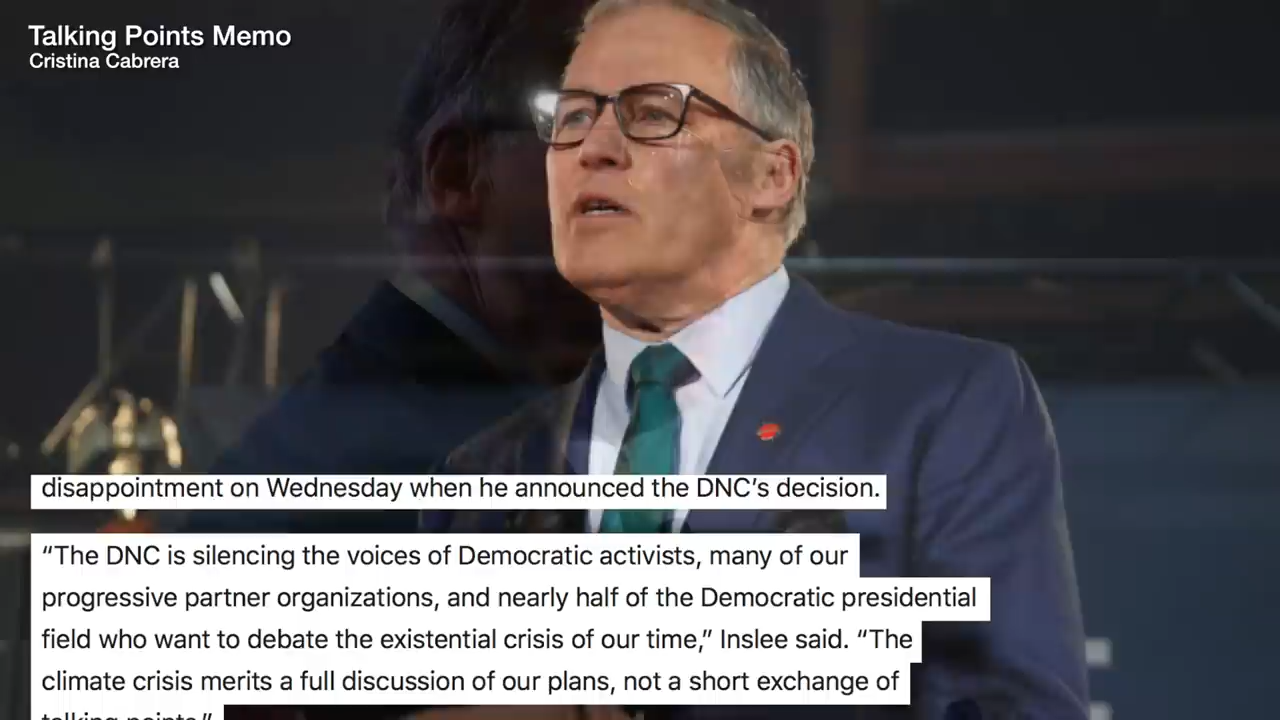 Talking Points Memo
Cristina Cabrera
disappointment on Wednesday when he announced the DNC’s decision.
“The DNC is silencing the voices of Democratic activists, many of our
progressive partner organizations, and nearly half of the Democratic presidential
field who want to debate the existential crisis of our time,” Inslee said. “The
climate crisis merits a full discussion of our plans, not a short exchange of
talking points.”